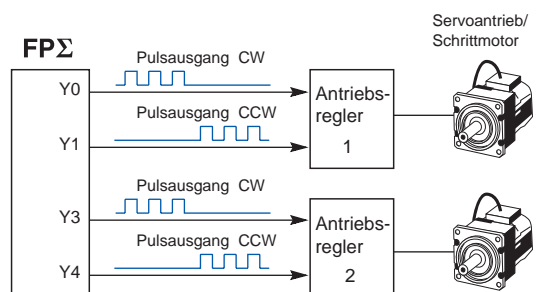 Servoantrieb/
Schrittmotor
FPΣ
Pulsausgang CW
Y0
Pulsausgang CCW
Y1
Antriebs-
regler
1
Pulsausgang CW
Y3
Pulsausgang CCW
Y4
Antriebs-
regler
2